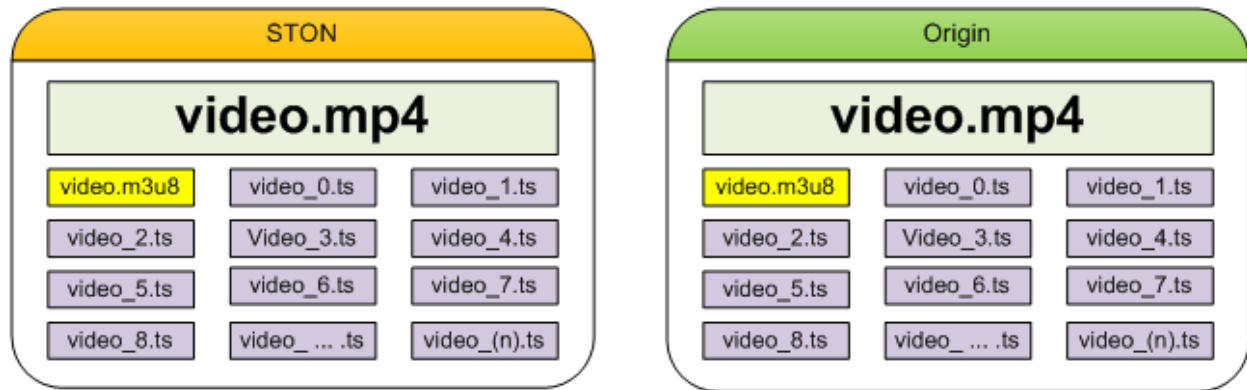 STON
video.mp4
video.m3u8 video_0.ts video_1.ts
video_2.ts Video_3.ts video_4.ts
video_5.ts video_6.ts video_7.ts
video_8.ts video_ ... .ts video_(n).ts
Origin
video.mp4
video.m3u8 video_0.ts video_1.ts
video_2.ts Video_3.ts video_4.ts
video_5.ts video_6.ts video_7.ts
video_8.ts video_ ... .ts video_(n).ts